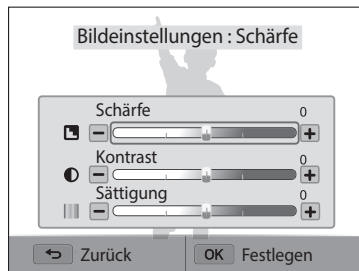 Bildeinstellungen : Schärfe
Schärfe 0
Kontrast 0
Sättigung 0
Zurück OK Festlegen